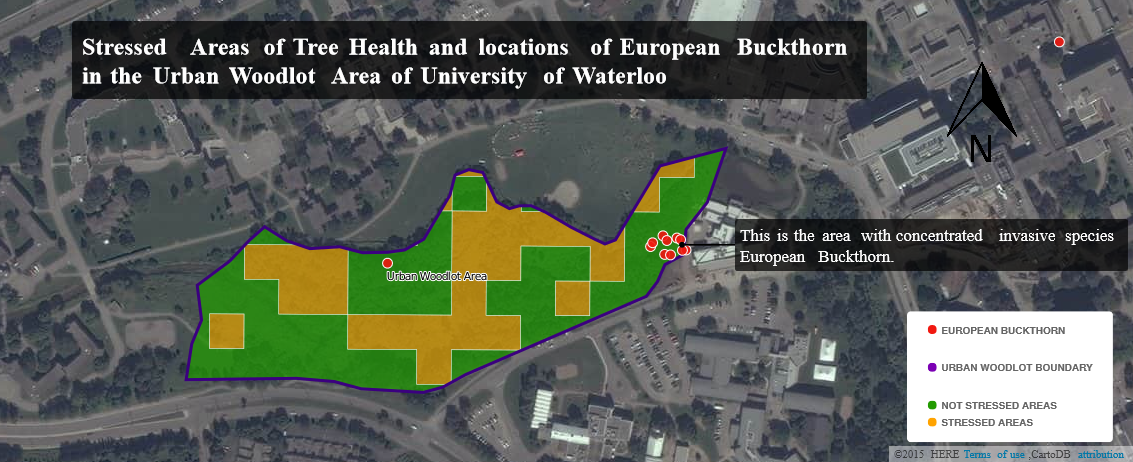 Stressed Areas of Tree Health and locations of European Buckthorn
in the Urban Woodlot Area of University of Waterloo
N
This is the area with concentrated invasive species
European Buckthorn.
Urban Woodlot Area
EUROPEAN BUCKTHORN
URBAN WOODLOT BOUNDARY
NOT STRESSED AREAS
STRESSED AREAS
©2015 HERE Terms of use ,CartoDB attribution